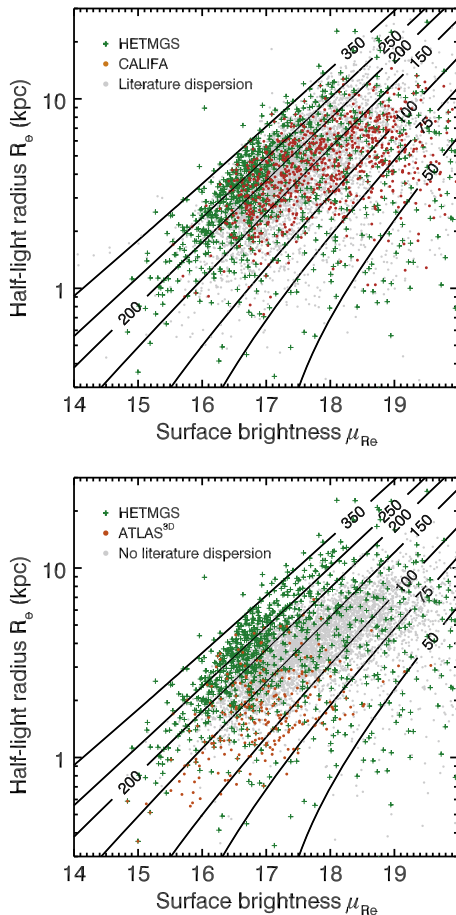 HETMGS
CALIFA
Literature dispersion
350
250
200
150
100
75
50
200
10
1
Half-light radius Re (kpc)
14 15 16 17 18 19
Surface brightness μRe
HETMGS
ATLAS3D
No literature dispersion
350
250
200
150
100
75
50
200
10
1
Half-light radius Re (kpc)
14 15 16 17 18 19
Surface brightness μRe